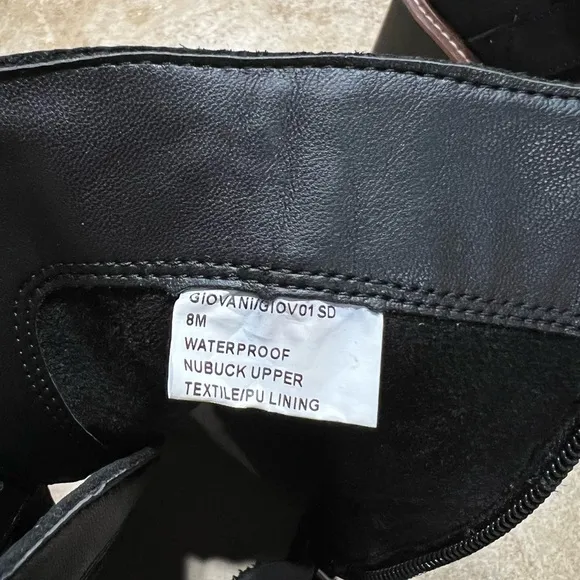 GIOVANI/GIOV01SD
8M
WATERPROOF
NUBUCK UPPER
TEXTILE/PU LINING